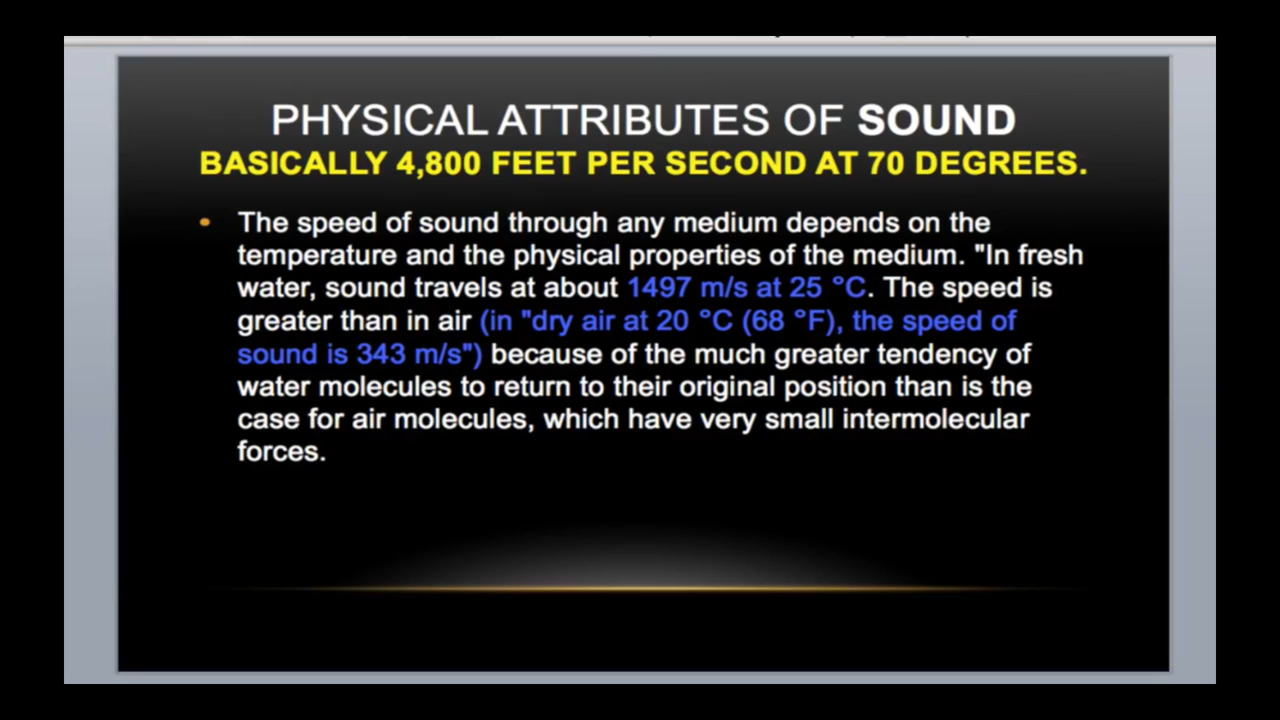 PHYSICAL ATTRIBUTES OF SOUND
BASICALLY 4,800 FEET PER SECOND AT 70 DEGREES.
• The speed of sound through any medium depends on the
temperature and the physical properties of the medium. "In fresh
water, sound travels at about 1497 m/s at 25 °C. The speed is
greater than in air (in "dry air at 20 °C (68 °F), the speed of
sound is 343 m/s") because of the much greater tendency of
water molecules to return to their original position than is the
case for air molecules, which have very small intermolecular
forces.